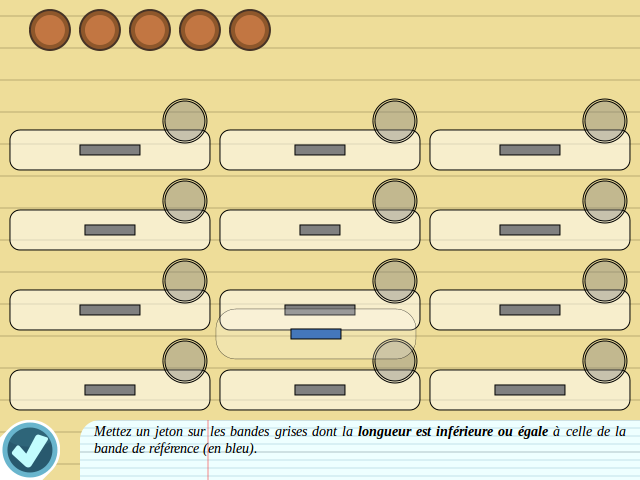 Mettez un jeton sur les bandes grises dont la longueur est inférieure ou égale à celle de la
bande de référence (en bleu).